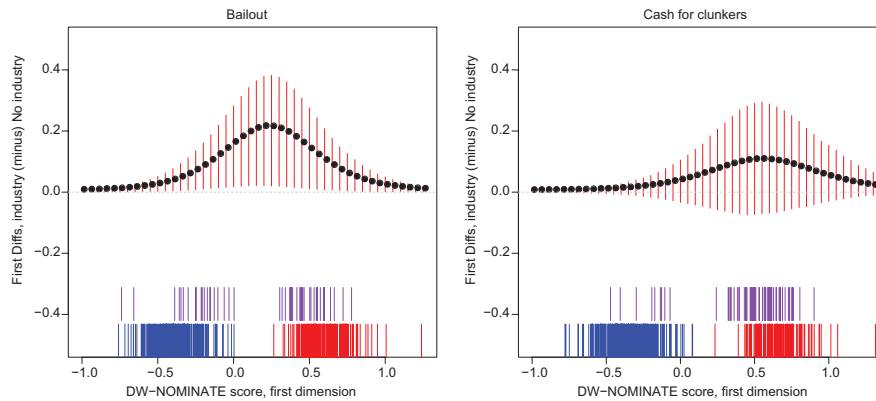 Bailout
First Diffs, industry (minus) No industry
0.4
0.2
0.0
−0.2
−0.4
−1.0 −0.5 0.0 0.5 1.0
DW−NOMINATE score, first dimension
Cash for clunkers
First Diffs, industry (minus) No industry
0.4
0.2
0.0
−0.2
−0.4
−1.0 −0.5 0.0 0.5 1.0
DW−NOMINATE score, first dimension